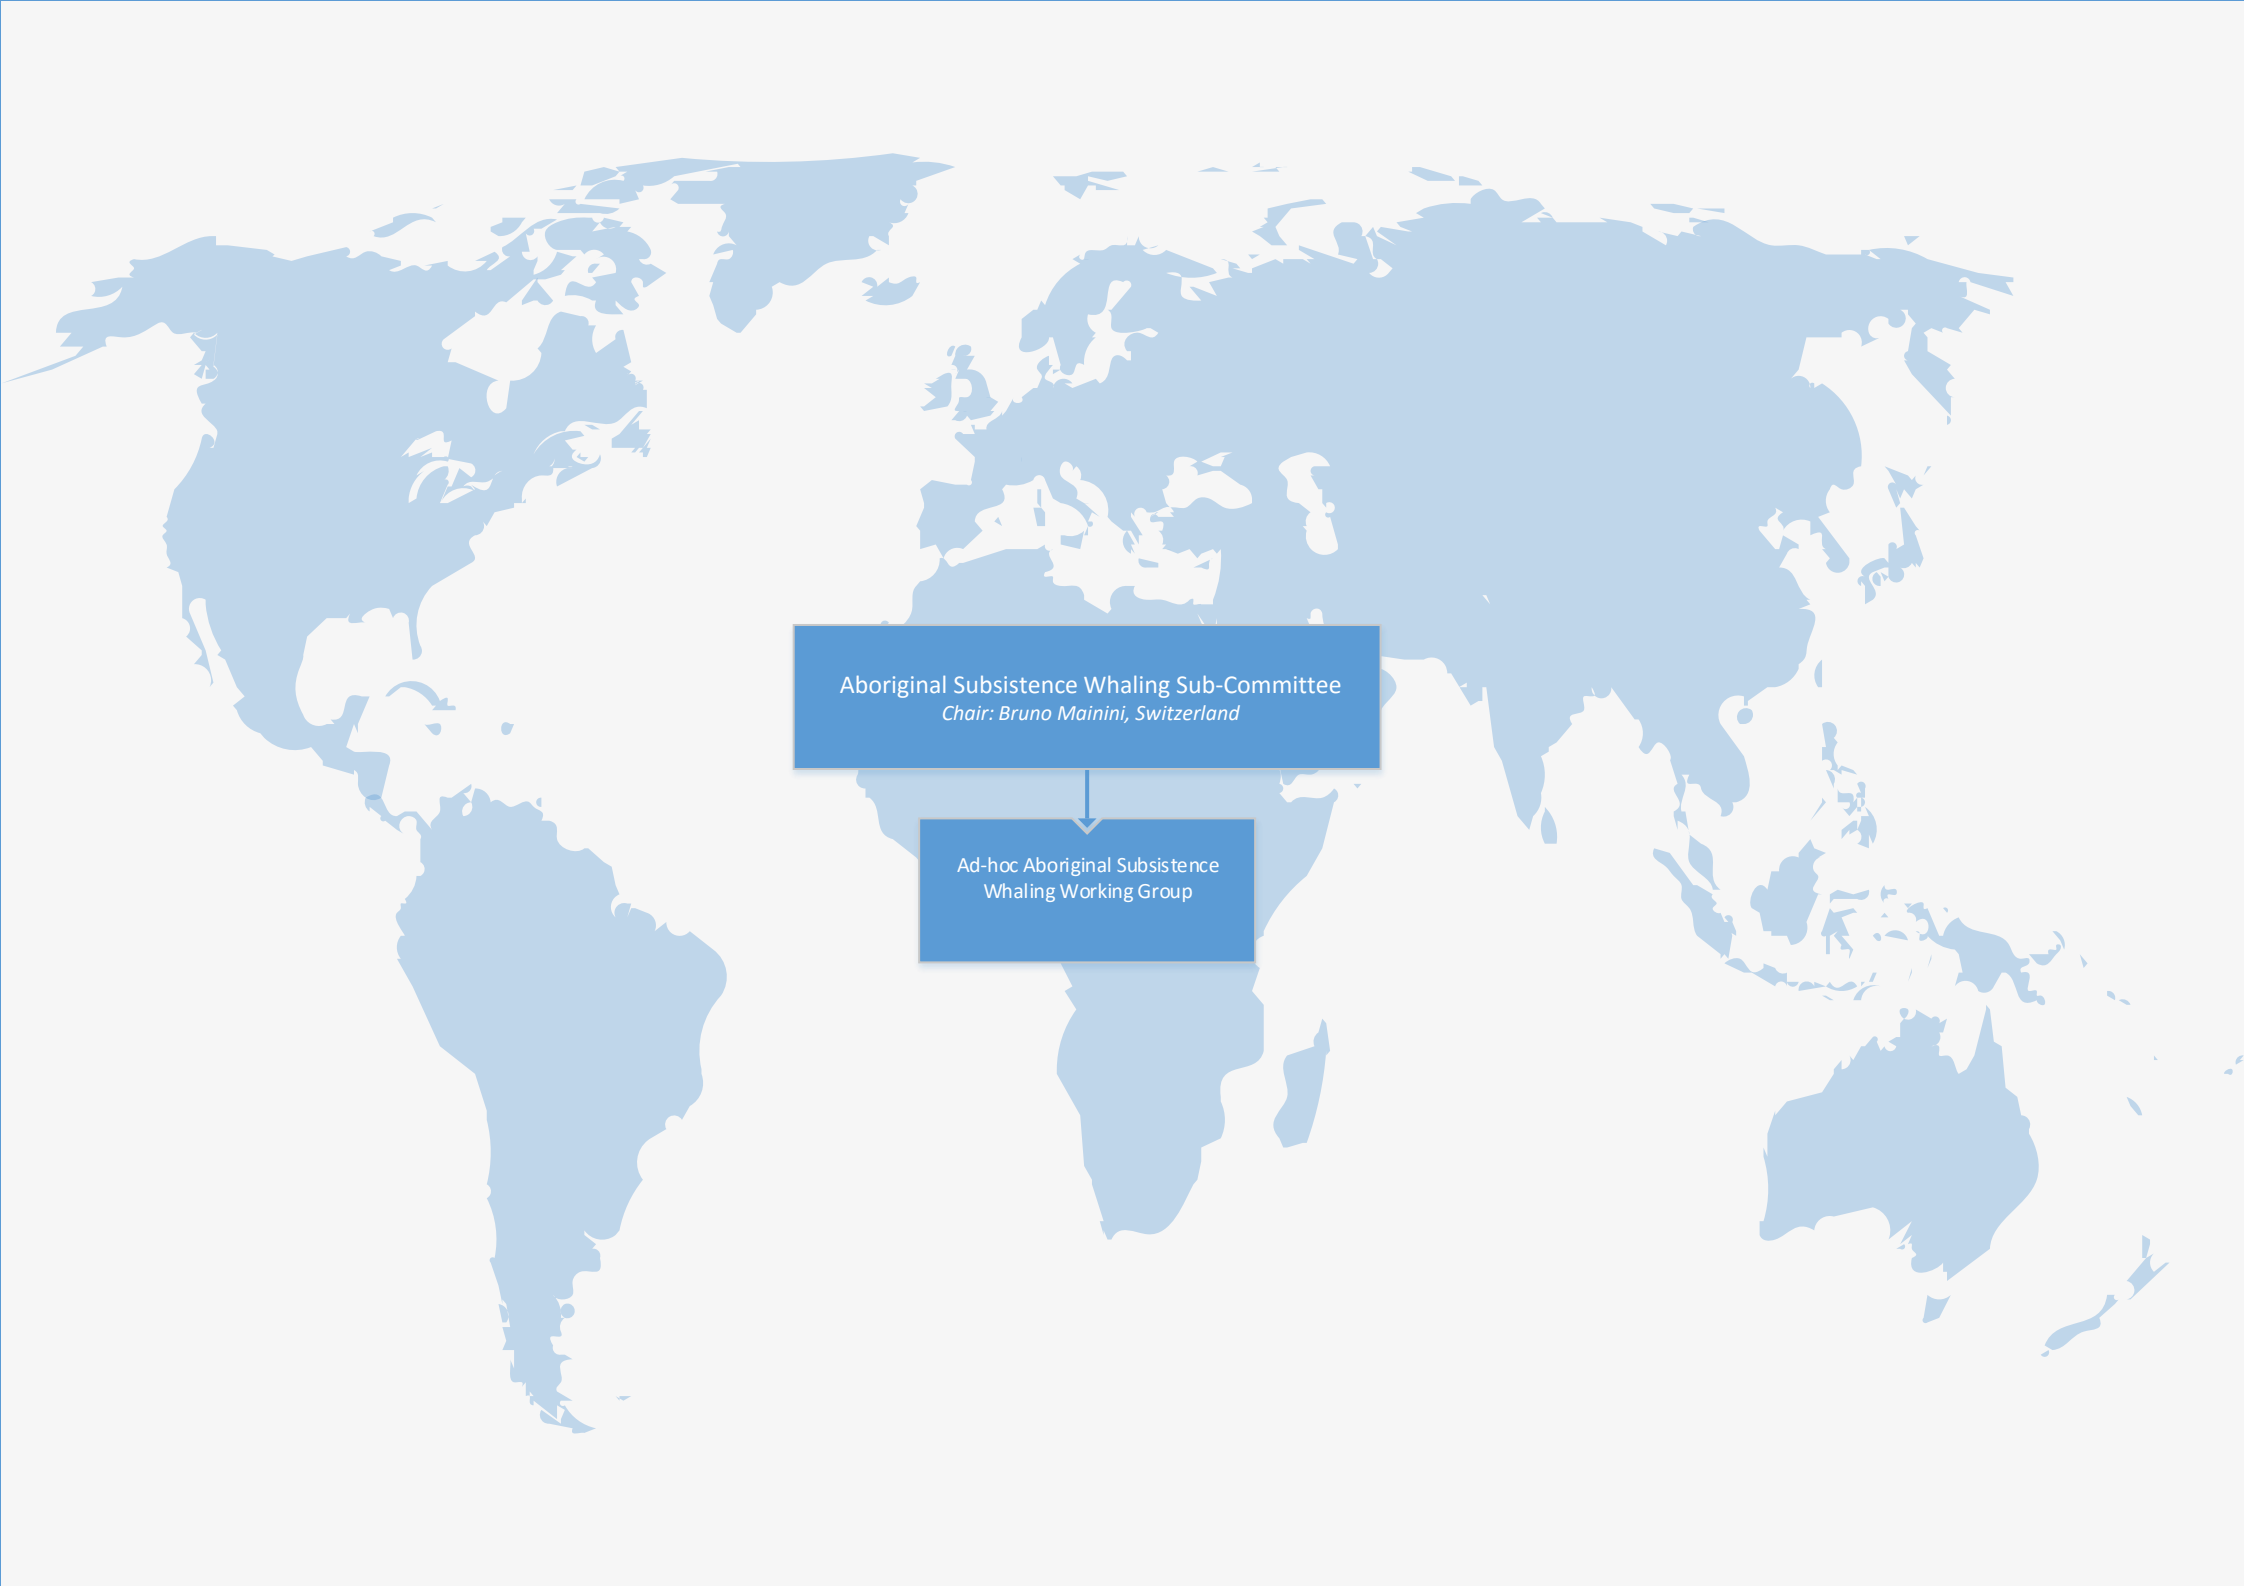 Aboriginal Subsistence Whaling Sub-Committee
Chair: Bruno Mainini, Switzerland
Ad-hoc Aboriginal Subsistence
Whaling Working Group